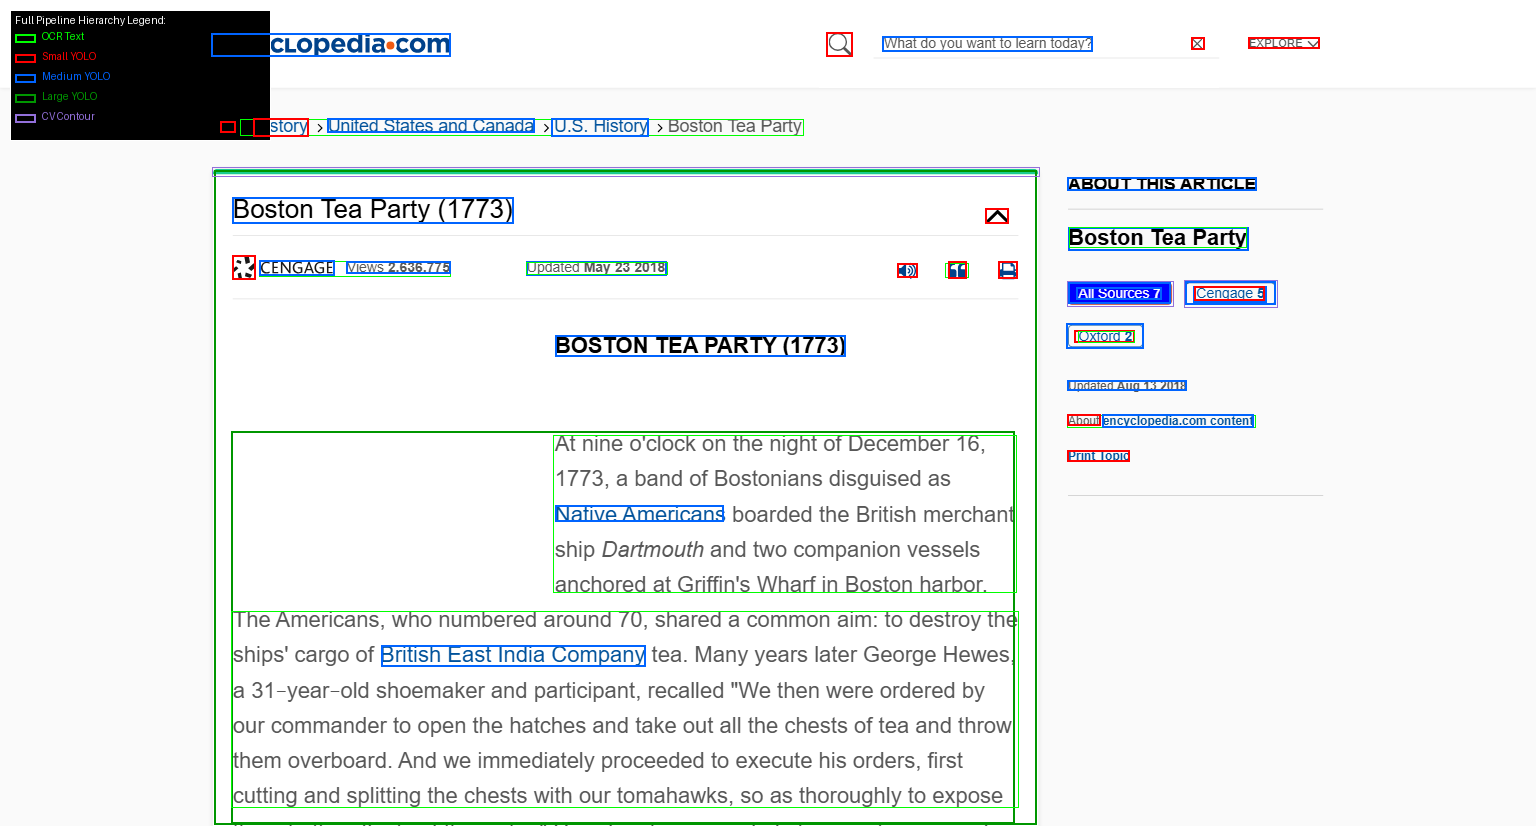 Full Pipeline Hierarchy Legend:
OCR Text
Small YOLO
Medium YOLO
Large YOLO
CV Contour
clopedia.com
What do you want to learn today?
EXPLORE
story > United States and Canada > U.S. History > Boston Tea Party
Boston Tea Party (1773)
CENGAGE Views 2,636,775 Updated May 23 2018
BOSTON TEA PARTY (1773)
At nine o'clock on the night of December 16,
1773, a band of Bostonians disguised as
Native Americans boarded the British merchant
ship Dartmouth and two companion vessels
anchored at Griffin's Wharf in Boston harbor.
The Americans, who numbered around 70, shared a common aim: to destroy the
ships' cargo of British East India Company tea. Many years later George Hewes,
a 31-year-old shoemaker and participant, recalled "We then were ordered by
our commander to open the hatches and take out all the chests of tea and throw
them overboard. And we immediately proceeded to execute his orders, first
cutting and splitting the chests with our tomahawks, so as thoroughly to expose
ABOUT THIS ARTICLE
Boston Tea Party
All Sources 7
Cengage 5
Oxford 2
Updated Aug 13 2018
About encyclopedia.com content
Print Topic